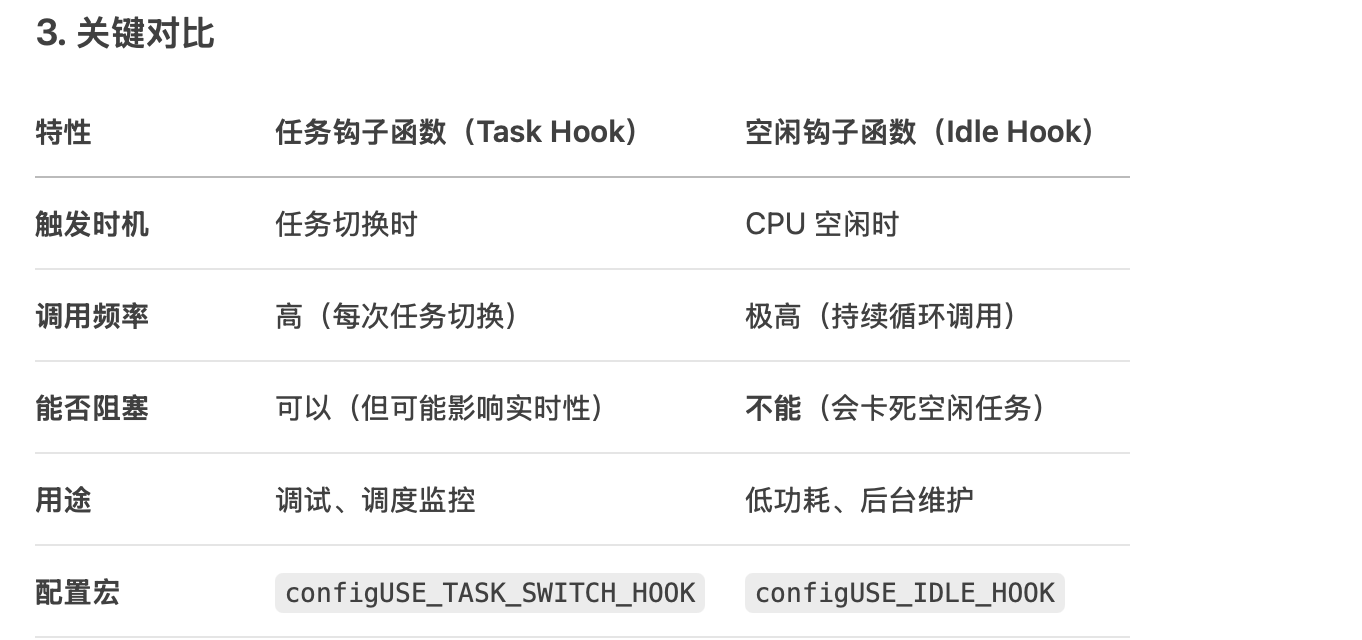 3. 关键对比
特性 任务钩子函数（Task Hook） 空闲钩子函数（Idle Hook）
触发时机 任务切换时 CPU 空闲时
调用频率 高（每次任务切换） 极高（持续循环调用）
能否阻塞 可以（但可能影响实时性） 不能（会卡死空闲任务）
用途 调试、调度监控 低功耗、后台维护
配置宏 configUSE_TASK_SWITCH_HOOK configUSE_IDLE_HOOK